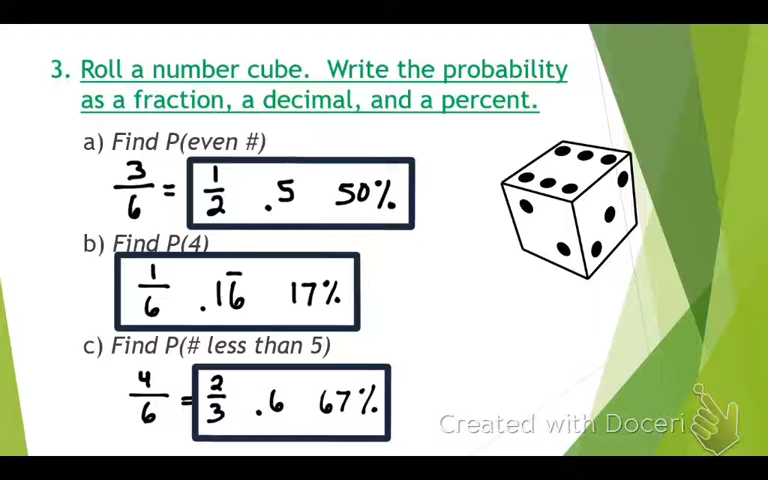 3. Roll a number cube. Write the probability
as a fraction, a decimal, and a percent.
a) Find P(even #)
3/6 = 1/2 .5 50%
b) Find P(4)
1/6 .16̅ 17%
c) Find P(# less than 5)
4/6 = 2/3 .6 67%
Created with Doceri